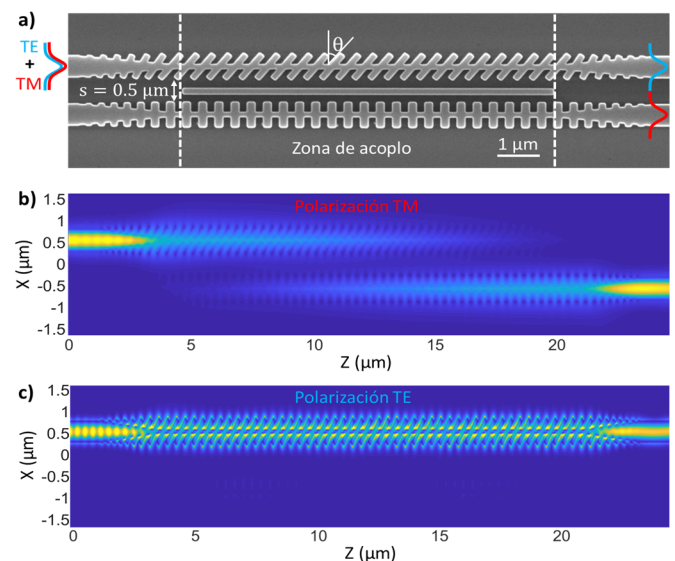 a)
TE
+
TM
θ
s = 0.5 μm
Zona de acoplo
1 μm
b)
Polarización TM
1.5
1
0.5
0
-0.5
-1
-1.5
X (μm)
0 5 10 15 20
Z (μm)
c)
Polarización TE
1.5
1
0.5
0
-0.5
-1
-1.5
X (μm)
0 5 10 15 20
Z (μm)